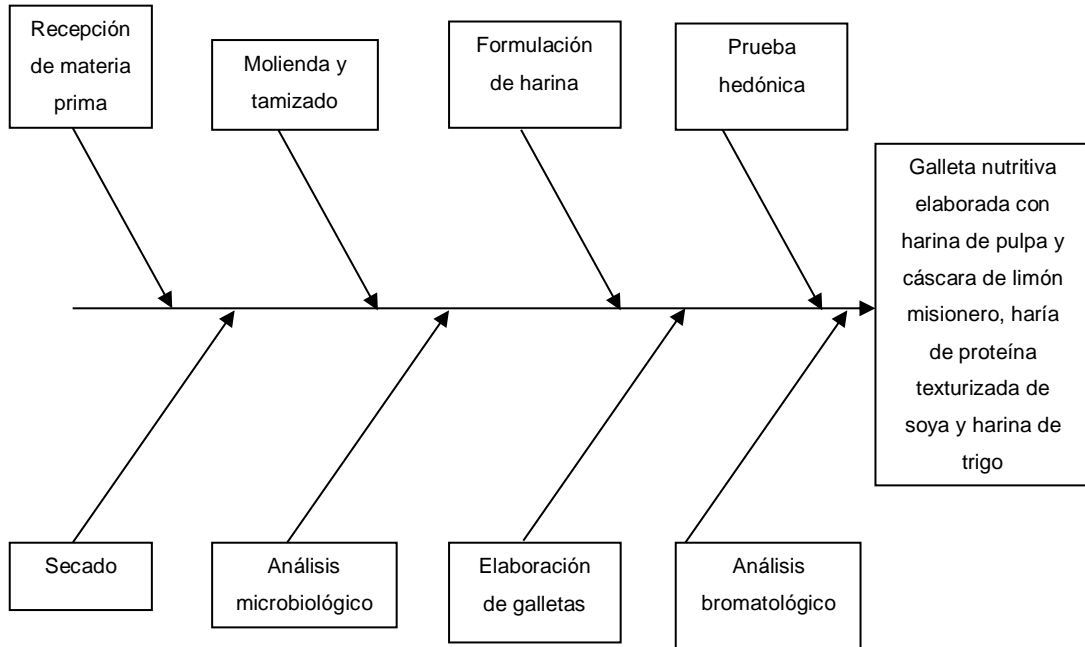 Recepción
de materia
prima
Molienda y
tamizado
Formulación
de harina
Prueba
hedónica
Galleta nutritiva
elaborada con
harina de pulpa y
cáscara de limón
misionero, haría
de proteína
texturizada de
soya y harina de
trigo
Secado
Análisis
microbiológico
Elaboración
de galletas
Análisis
bromatológico